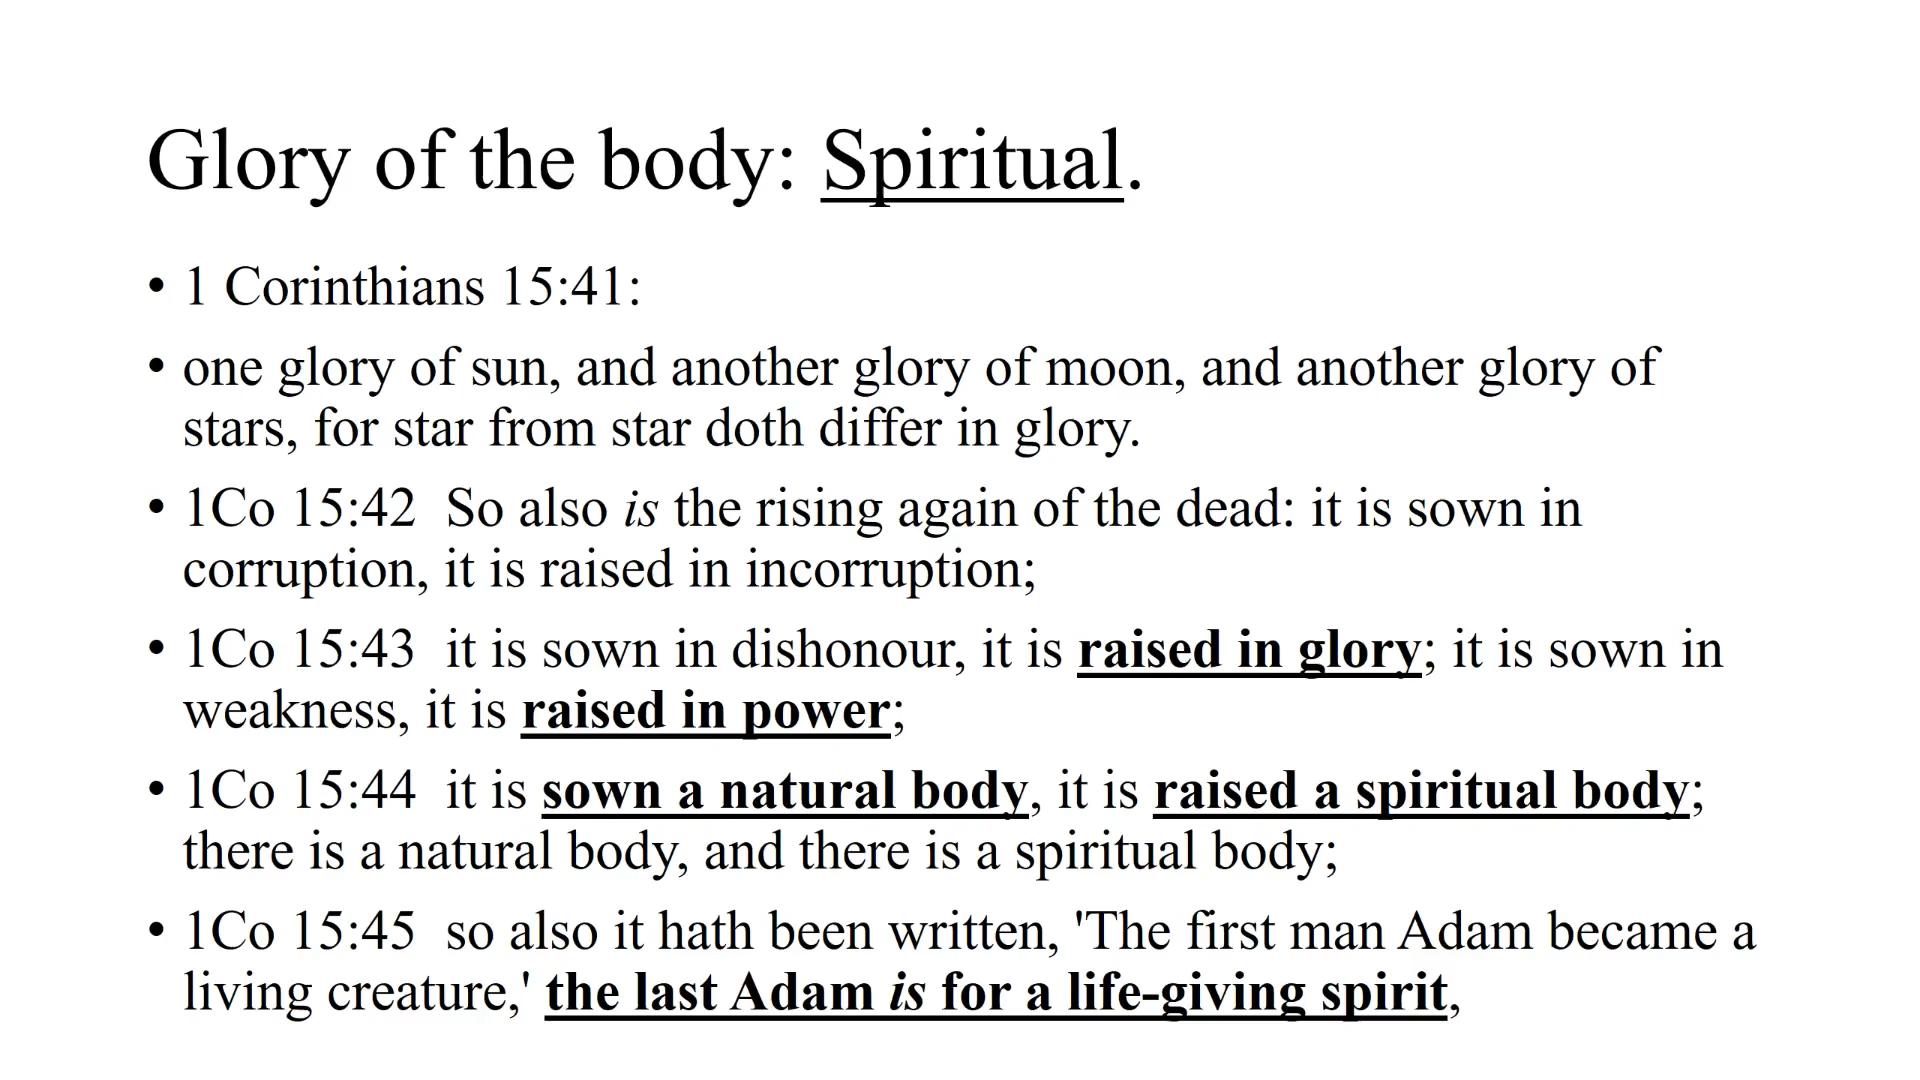 Glory of the body: Spiritual.
• 1 Corinthians 15:41:
• one glory of sun, and another glory of moon, and another glory of
stars, for star from star doth differ in glory.
• 1Co 15:42  So also is the rising again of the dead: it is sown in
corruption, it is raised in incorruption;
• 1Co 15:43  it is sown in dishonour, it is raised in glory; it is sown in
weakness, it is raised in power;
• 1Co 15:44  it is sown a natural body, it is raised a spiritual body;
there is a natural body, and there is a spiritual body;
• 1Co 15:45  so also it hath been written, 'The first man Adam became a
living creature,' the last Adam is for a life-giving spirit,